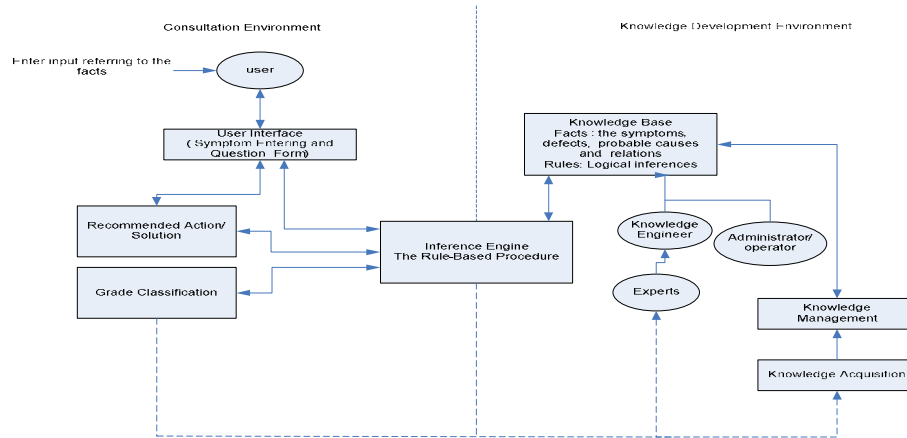 Consultation Environment
Knowledge Development Environment
Enter input referring to the
facts
user
User Interface
( Symptom Entering and
Question Form)
Knowledge Base
Facts : the symptoms,
defects, probable causes
and relations
Rules: Logical inferences
Recommended Action/
Solution
Inference Engine
The Rule-Based Procedure
Knowledge
Engineer
Administrator/
operator
Grade Classification
Experts
Knowledge
Management
Knowledge Acquisition